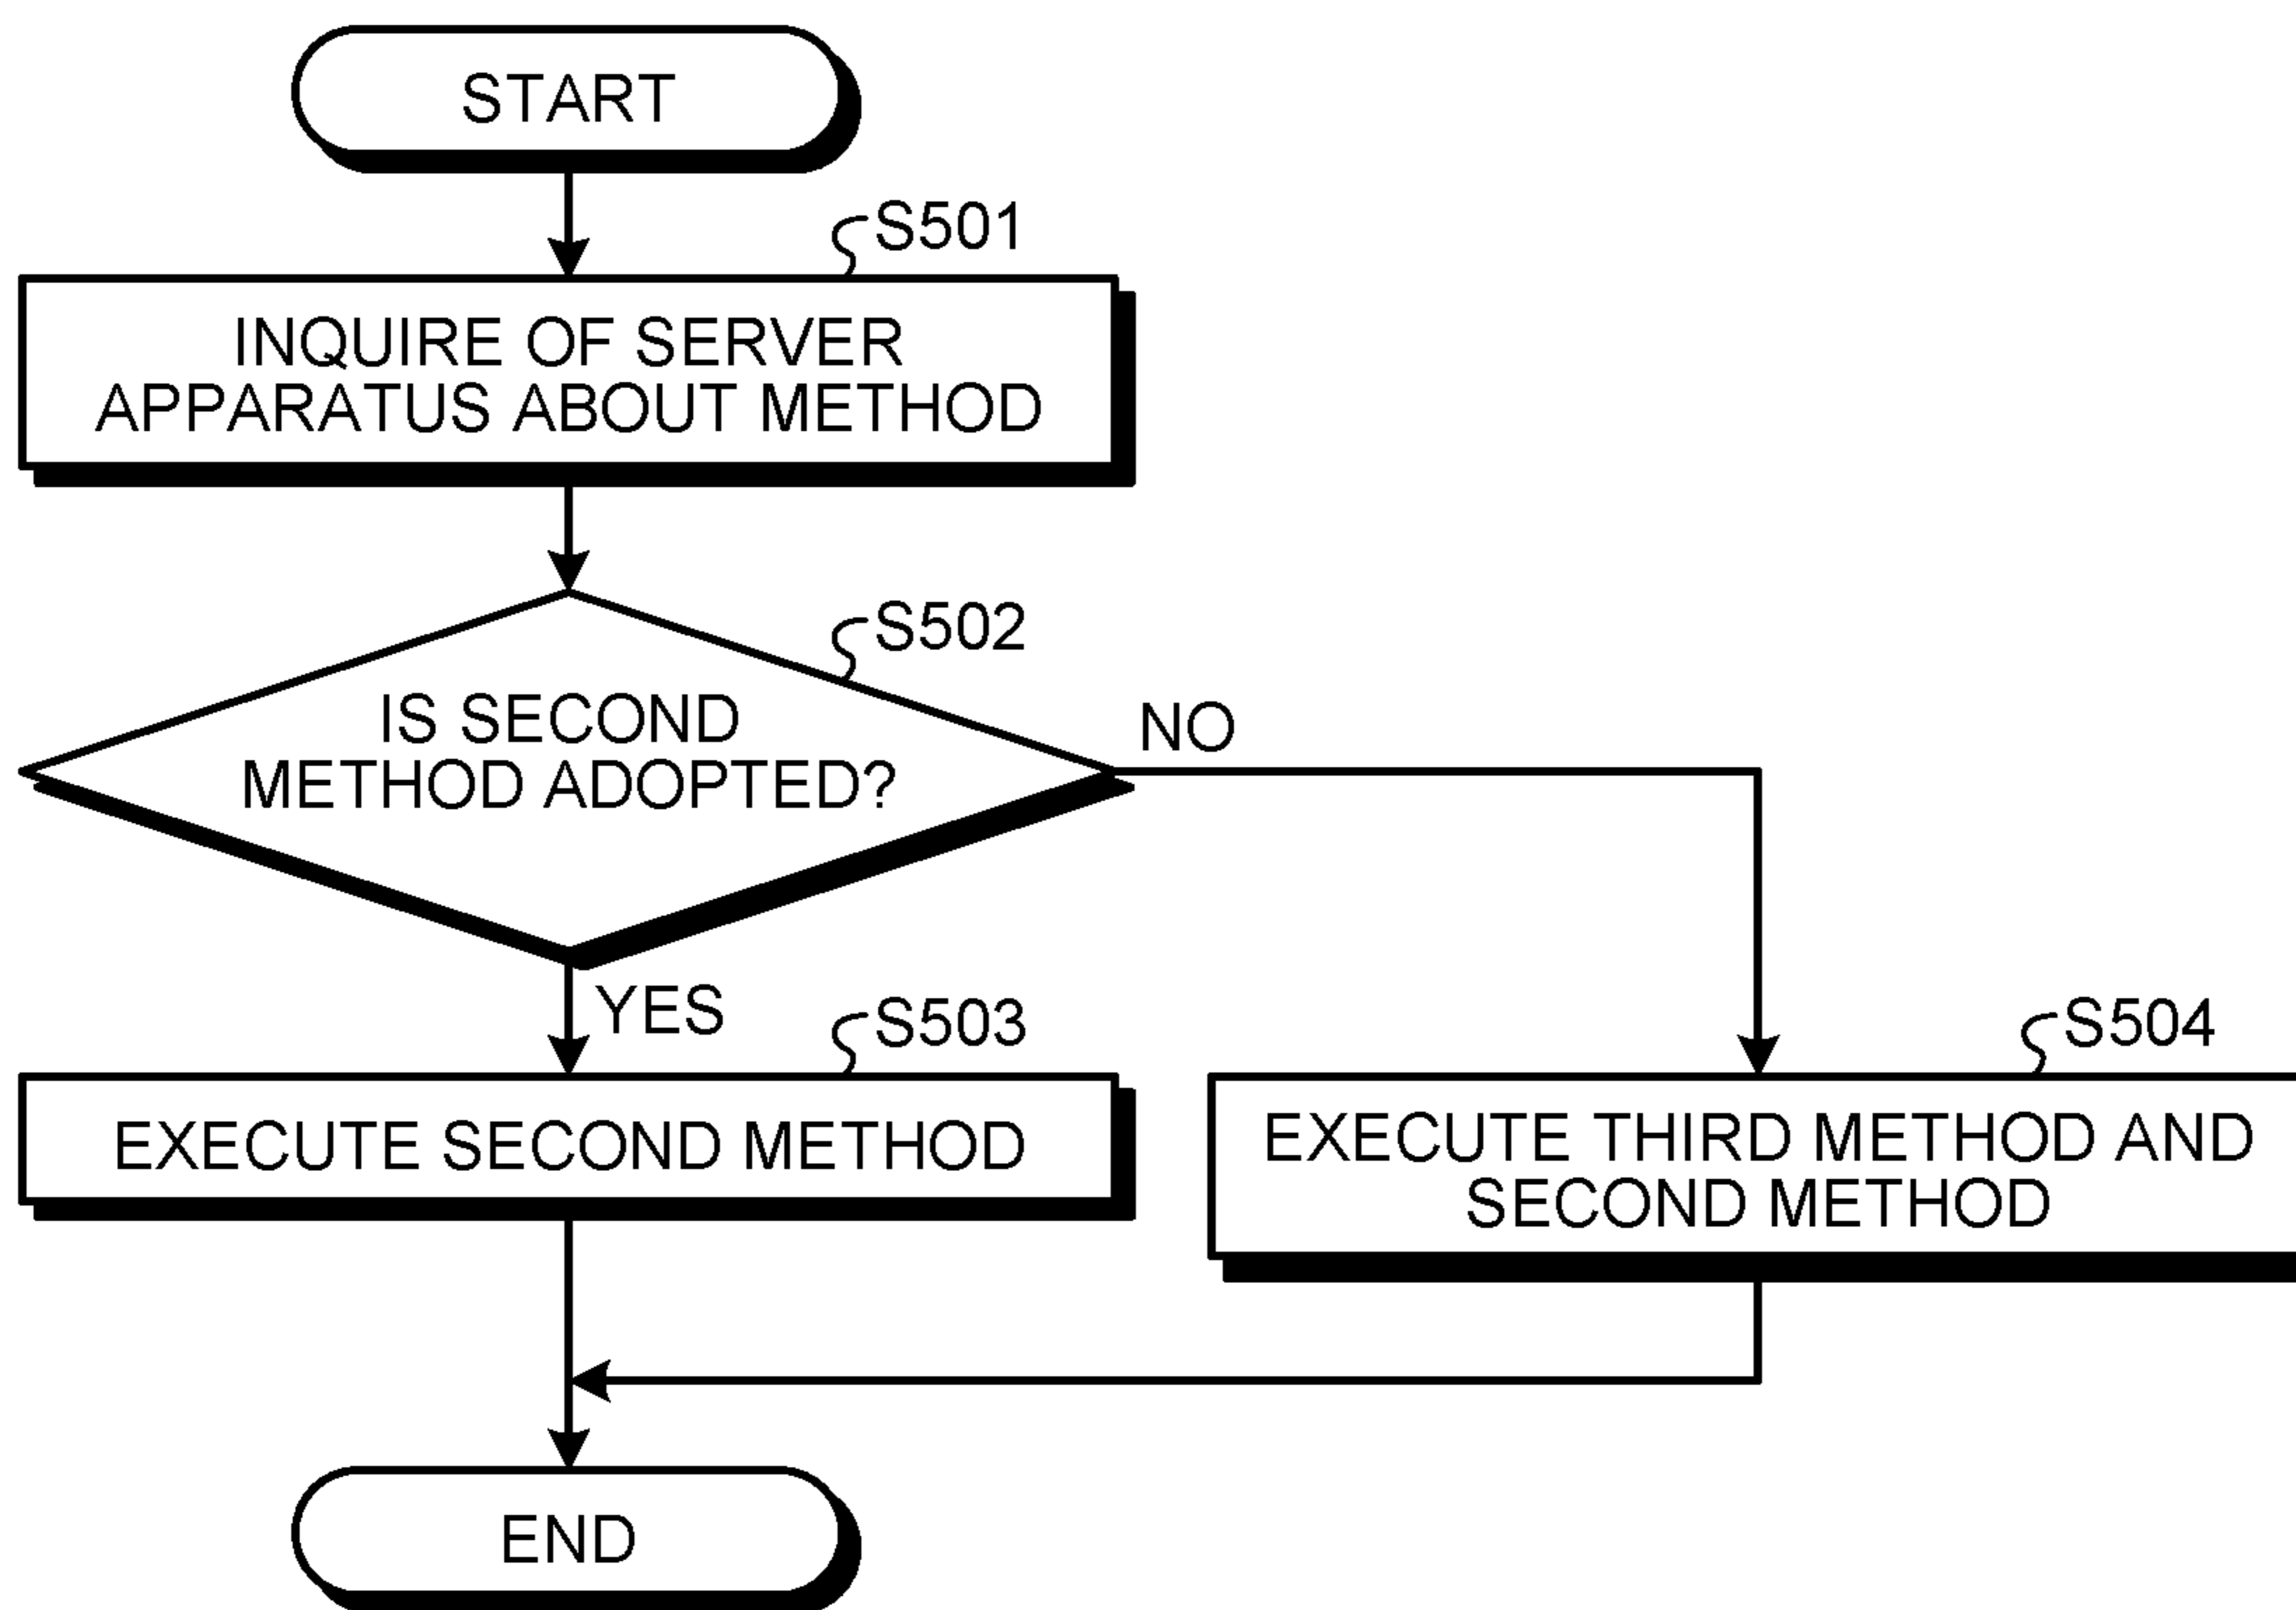 START
S501
INQUIRE OF SERVER
APPARATUS ABOUT METHOD
S502
IS SECOND
METHOD ADOPTED?
NO
YES
S503
EXECUTE SECOND METHOD
S504
EXECUTE THIRD METHOD AND
SECOND METHOD
END